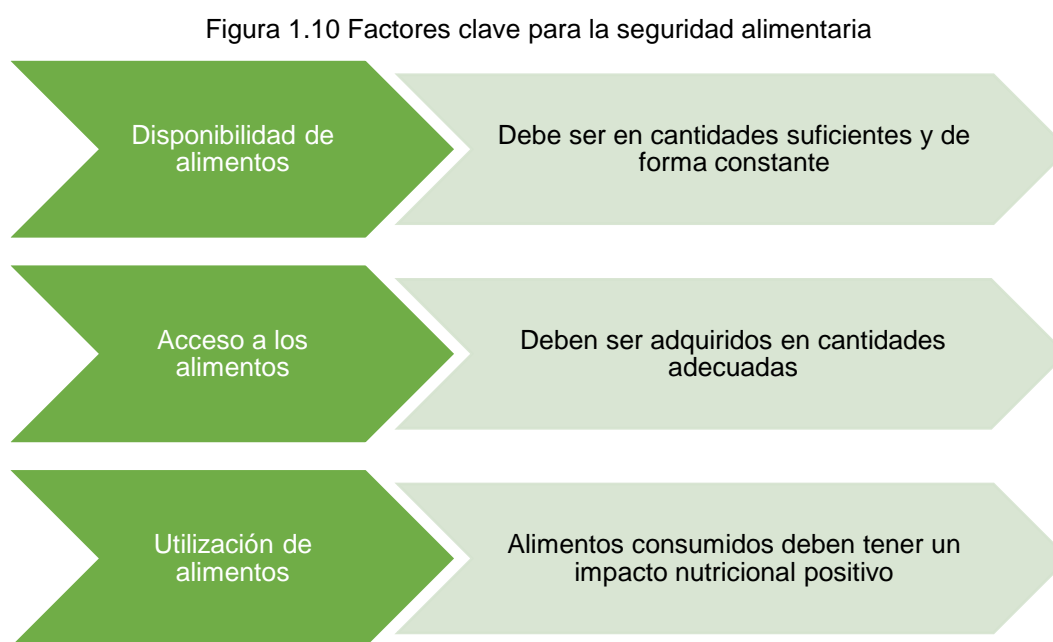 Figura 1.10 Factores clave para la seguridad alimentaria
Disponibilidad de
alimentos
Debe ser en cantidades suficientes y de
forma constante
Acceso a los
alimentos
Deben ser adquiridos en cantidades
adecuadas
Utilización de
alimentos
Alimentos consumidos deben tener un
impacto nutricional positivo